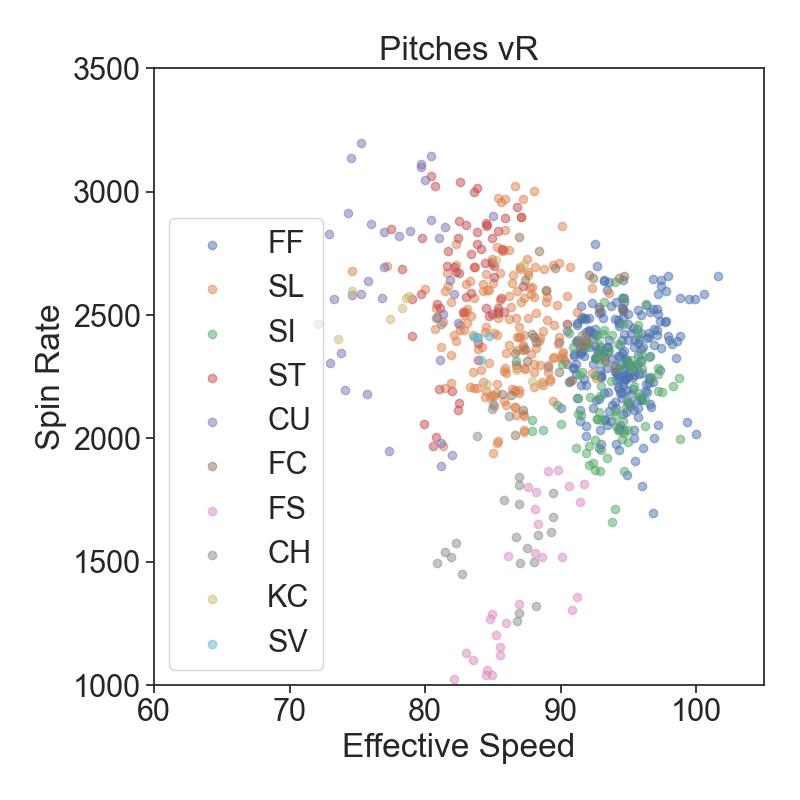 Pitches vR
3500
3000
2500
2000
1500
1000
Spin Rate
FF
SL
SI
ST
CU
FC
FS
CH
KC
SV
60 70 80 90 100
Effective Speed